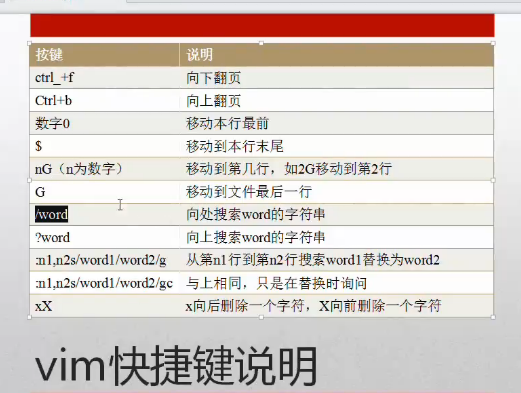 按键 说明
ctrl_+f 向下翻页
Ctrl+b 向上翻页
数字0 移动本行最前
$ 移动到本行末尾
nG（n为数字） 移动到第几行，如2G移动到第2行
G 移动到文件最后一行
/word 向处搜索word的字符串
?word 向上搜索word的字符串
:n1,n2s/word1/word2/g 从第n1行到第n2行搜索word1替换为word2
:n1,n2s/word1/word2/gc 与上相同，只是在替换时询问
xX x向后删除一个字符，X向前删除一个字符
vim快捷键说明